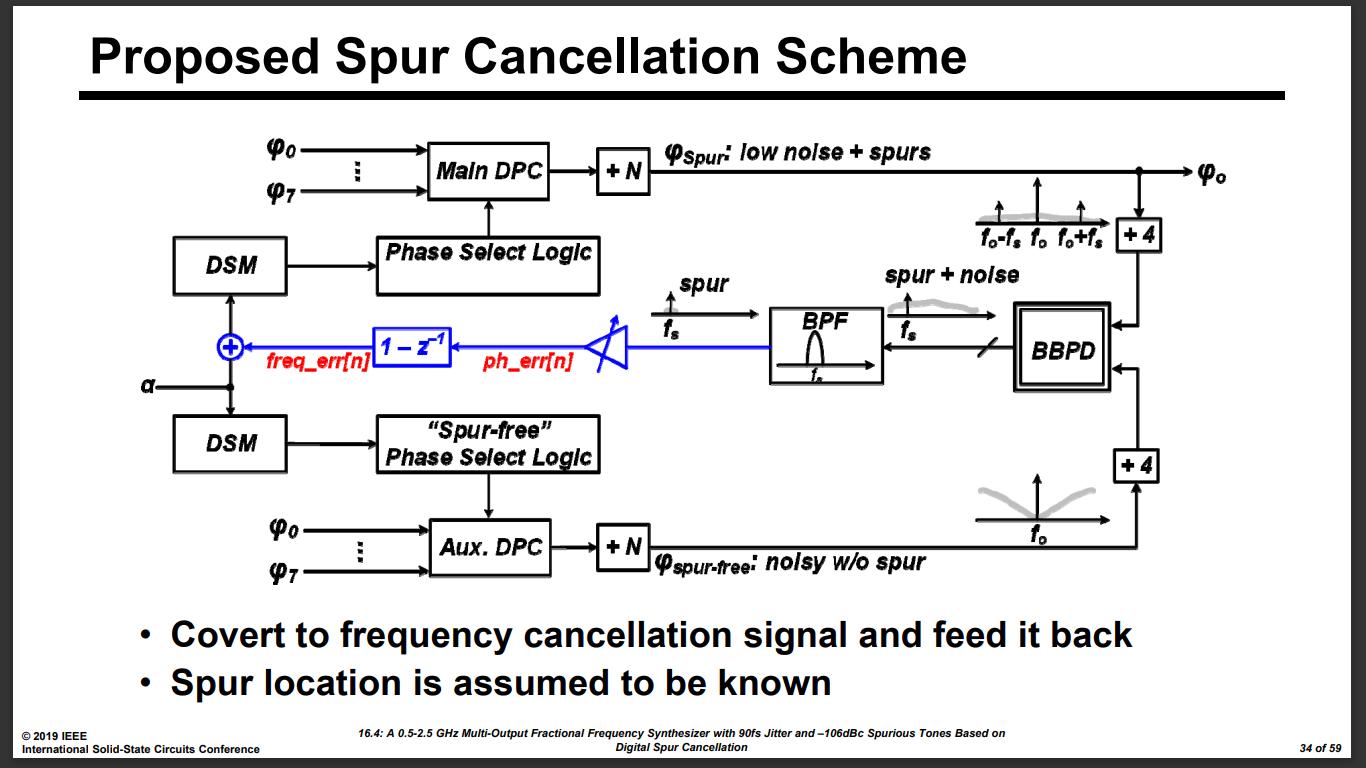 Proposed Spur Cancellation Scheme
φ0
⋮
φ7
Main DPC
÷ N
φSpur: low noise + spurs
φo
fo-fs fo fo+fs
÷ 4
DSM
Phase Select Logic
spur
fs
spur + noise
fs
BPF
fs
BBPD
+
freq_err[n]
1 – z⁻¹
ph_err[n]
α
DSM
“Spur-free”
Phase Select Logic
÷ 4
fo
φ0
⋮
φ7
Aux. DPC
÷ N
φspur-free: noisy w/o spur
• Covert to frequency cancellation signal and feed it back
• Spur location is assumed to be known
© 2019 IEEE
International Solid-State Circuits Conference
16.4: A 0.5-2.5 GHz Multi-Output Fractional Frequency Synthesizer with 90fs Jitter and –106dBc Spurious Tones Based on
Digital Spur Cancellation
34 of 59